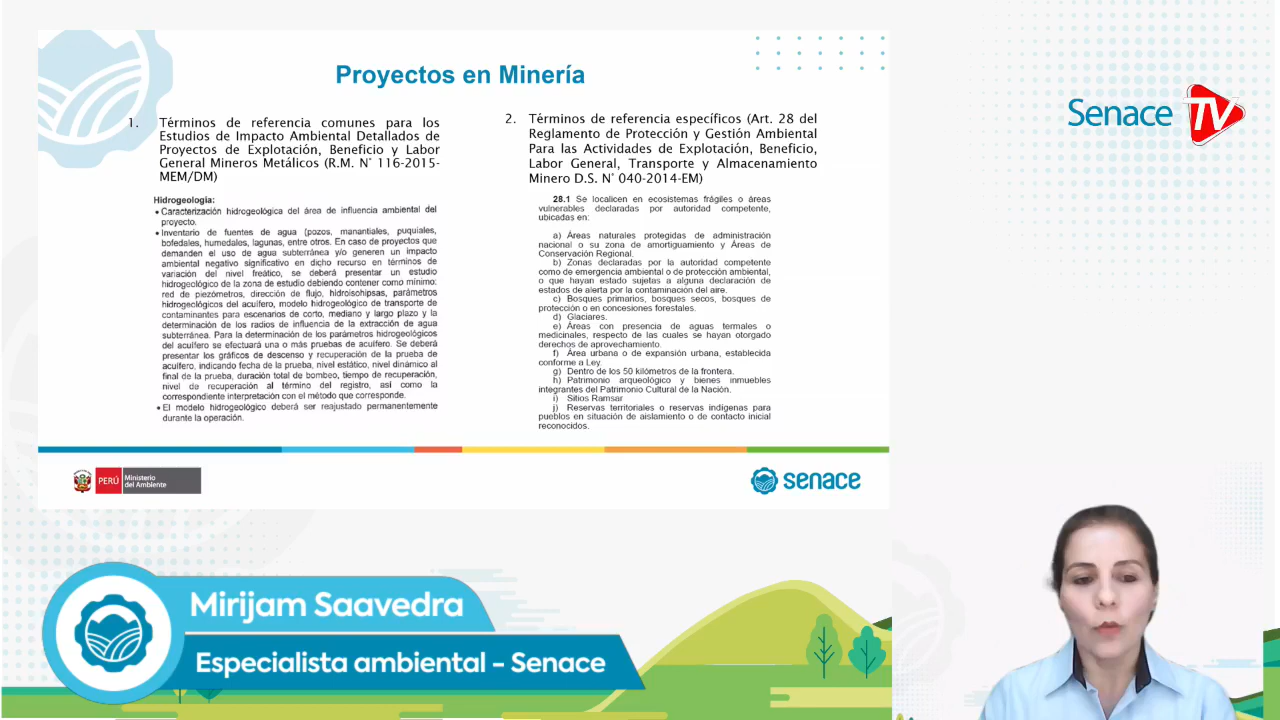 Proyectos en Minería
1. Términos de referencia comunes para los
Estudios de Impacto Ambiental Detallados de
Proyectos de Explotación, Beneficio y Labor
General Mineros Metálicos (R.M. N° 116-2015-
MEM/DM)
Hidrogeología:
• Caracterización hidrogeológica del área de influencia ambiental del
proyecto.
• Inventario de fuentes de agua (pozos, manantiales, puquiales,
bofedales, humedales, lagunas, entre otros. En caso de proyectos que
demanden el uso de agua subterránea y/o generen un impacto
ambiental negativo significativo en dicho recurso en términos de
variación del nivel freático, se deberá presentar un estudio
hidrogeológico de la zona de estudio debiendo contener como mínimo:
red de piezómetros, dirección de flujo, hidroisohipsas, parámetros
hidrogeológicos del acuífero, modelo hidrogeológico de transporte de
contaminantes para escenarios de corto, mediano y largo plazo y la
determinación de los radios de influencia de la extracción de agua
subterránea. Para la determinación de los parámetros hidrogeológicos
del acuífero se efectuará una o más pruebas de acuífero. Se deberá
presentar los gráficos de descenso y recuperación de la prueba de
acuífero, indicando fecha de la prueba, nivel estático, nivel dinámico al
final de la prueba, duración total de bombeo, tiempo de recuperación,
nivel de recuperación al término del registro, así como la
correspondiente interpretación con el método que corresponde.
• El modelo hidrogeológico deberá ser reajustado permanentemente
durante la operación.
2. Términos de referencia específicos (Art. 28 del
Reglamento de Protección y Gestión Ambiental
Para las Actividades de Explotación, Beneficio,
Labor General, Transporte y Almacenamiento
Minero D.S. N° 040-2014-EM)
28.1 Se localicen en ecosistemas frágiles o áreas
vulnerables declaradas por autoridad competente,
ubicadas en:
a) Áreas naturales protegidas de administración
nacional o su zona de amortiguamiento y Áreas de
Conservación Regional.
b) Zonas declaradas por la autoridad competente
como de emergencia ambiental o de protección ambiental,
o que hayan estado sujetas a alguna declaración de
estados de alerta por la contaminación del aire.
c) Bosques primarios, bosques secos, bosques de
protección o en concesiones forestales.
d) Glaciares.
e) Áreas con presencia de aguas termales o
medicinales, respecto de las cuales se hayan otorgado
derechos de aprovechamiento.
f) Área urbana o de expansión urbana, establecida
conforme a Ley.
g) Dentro de los 50 kilómetros de la frontera.
h) Patrimonio arqueológico y bienes inmuebles
integrantes del Patrimonio Cultural de la Nación.
i) Sitios Ramsar
j) Reservas territoriales o reservas indígenas para
pueblos en situación de aislamiento o de contacto inicial
reconocidos.
PERÚ
Ministerio
del Ambiente
senace
Senace TV
Mirijam Saavedra
Especialista ambiental - Senace